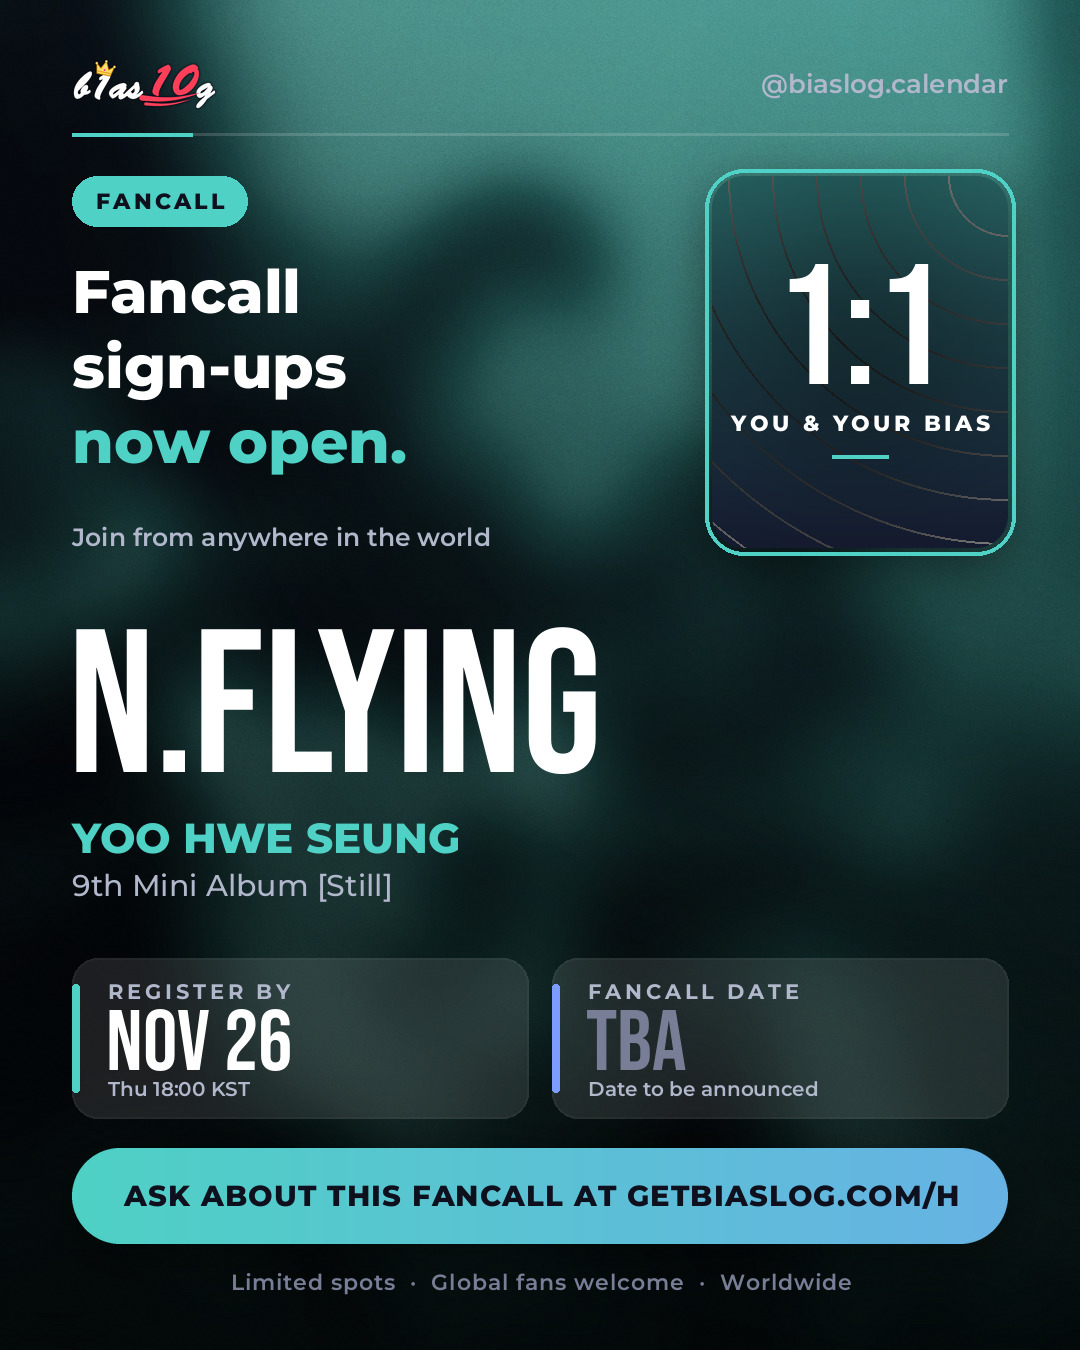 b1as10g
@biaslog.calendar
FANCALL
Fancall
sign-ups
now open.
Join from anywhere in the world
1:1
YOU & YOUR BIAS
N.FLYING
YOO HWE SEUNG
9th Mini Album [Still]
REGISTER BY
NOV 26
Thu 18:00 KST
FANCALL DATE
TBA
Date to be announced
ASK ABOUT THIS FANCALL AT GETBIASLOG.COM/H
Limited spots · Global fans welcome · Worldwide